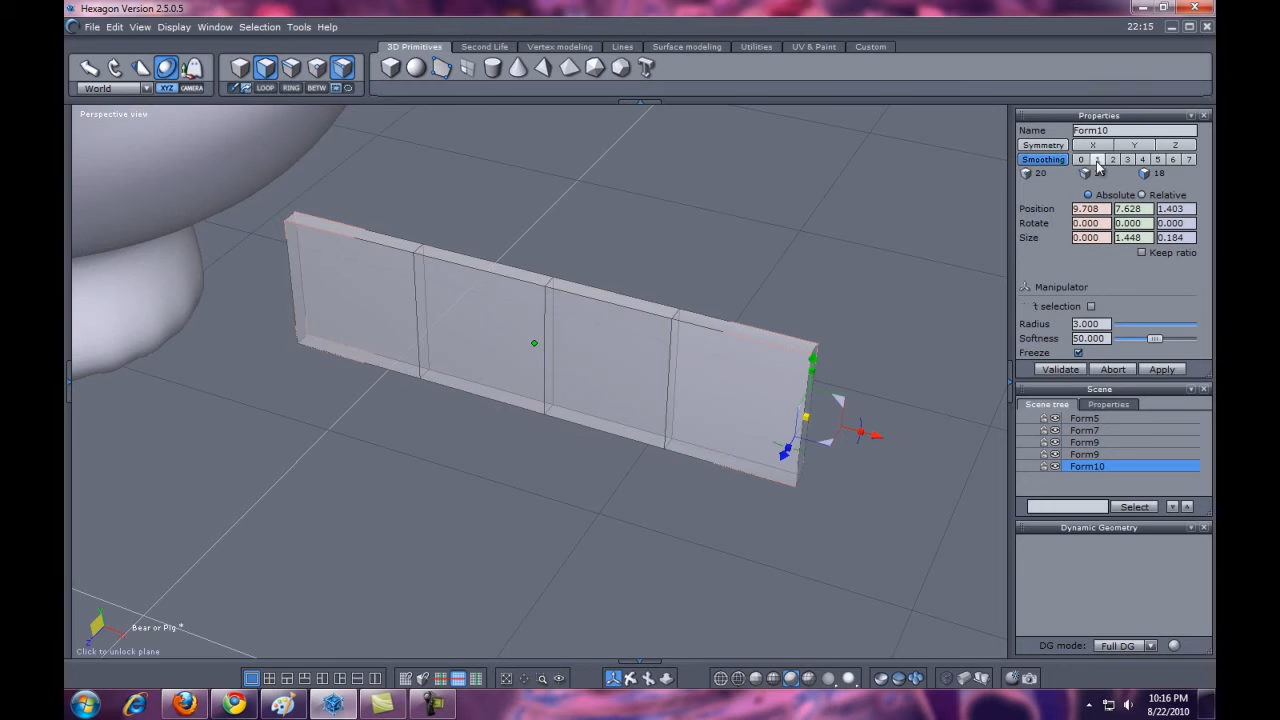 Hexagon Version 2.5.0.5
File Edit View Display Window Selection Tools Help
22:15
3D Primitives Second Life Vertex modeling Lines Surface modeling Utilities UV & Paint Custom
World XYZ CAMERA LOOP RING BETW
Perspective view
Properties
Name Form10
Symmetry X Y Z
Smoothing 0 1 2 3 4 5 6 7
20 18
Absolute Relative
Position 9.708 7.628 1.403
Rotate 0.000 0.000 0.000
Size 0.000 1.448 0.184
Keep ratio
Manipulator
t selection
Radius 3.000
Softness 50.000
Freeze
Validate Abort Apply
Scene
Scene tree Properties
Form5
Form7
Form9
Form9
Form10
Select
Dynamic Geometry
DG mode: Full DG
Bear or Pig *
Click to unlock plane
10:16 PM
8/22/2010